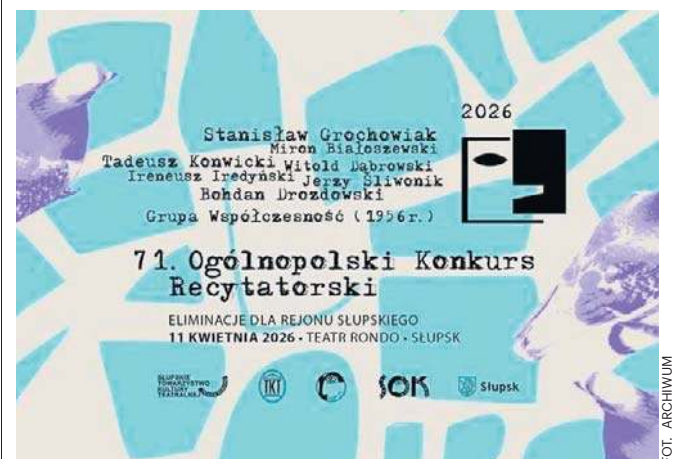 2026
Stanisław Grochowiak
Miron Białoszewski
Tadeusz Konwicki Witold Dąbrowski
Ireneusz Iredyński Jerzy Śliwonik
Bohdan Drozdowski
Grupa Współczesność (1956r.)
71. Ogólnopolski Konkurs
Recytatorski
ELIMINACJE DLA REJONU SŁUPSKIEGO
11 KWIETNIA 2026 • TEATR RONDO • SŁUPSK
SŁUPSKIE
TOWARZYSTWO
KULTURY
TEATRALNEJ
TKT
SOK
Słupsk
FOT. ARCHIWUM